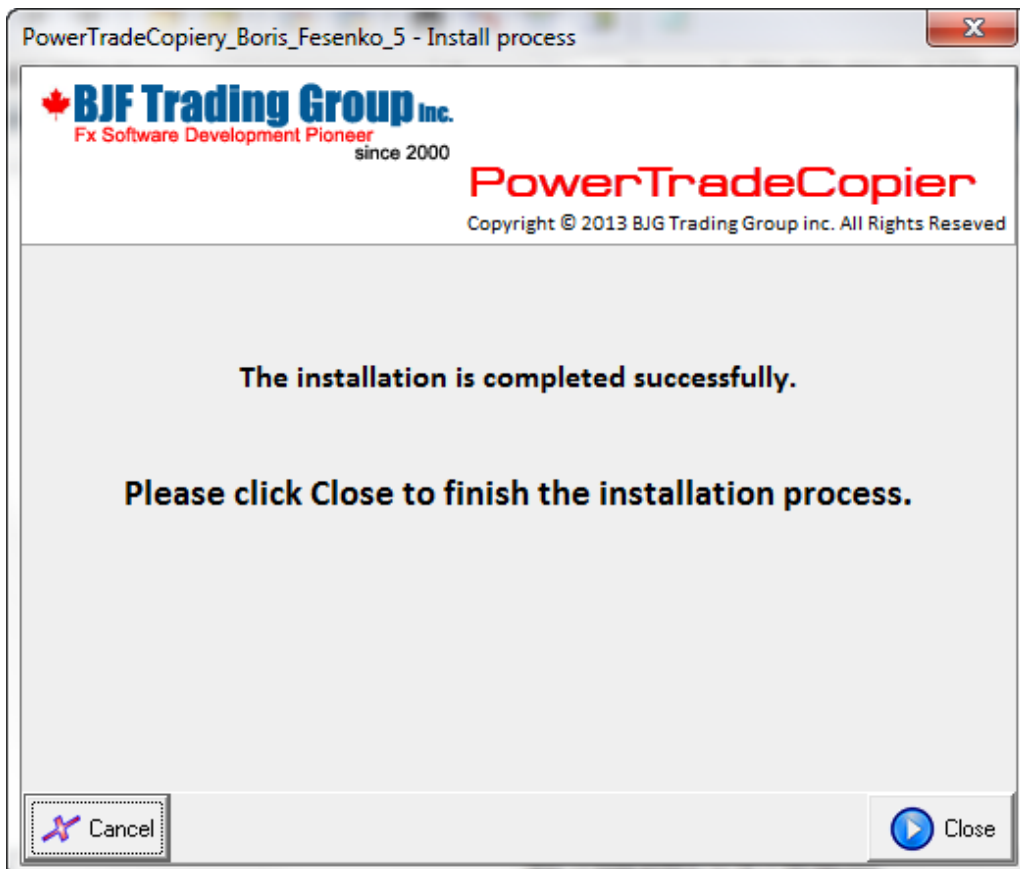 PowerTradeCopiery_Boris_Fesenko_5 - Install process
BJF Trading Group Inc.
Fx Software Development Pioneer
since 2000
PowerTradeCopier
Copyright © 2013 BJG Trading Group inc. All Rights Reseved
The installation is completed successfully.
Please click Close to finish the installation process.
Cancel
Close